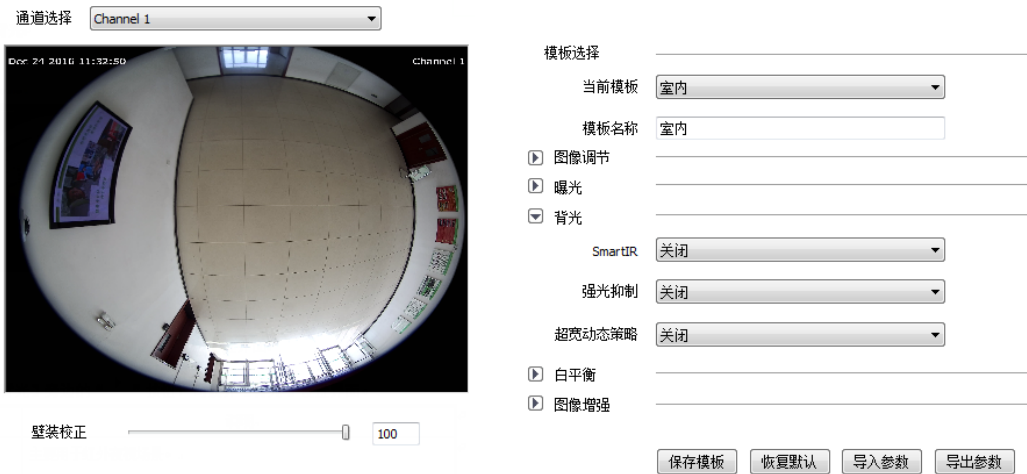 通道选择 Channel 1
Dec 24 2016 11:32:50 Channel 1
壁装校正 100
模板选择
当前模板 室内
模板名称 室内
图像调节
曝光
背光
SmartIR 关闭
强光抑制 关闭
超宽动态策略 关闭
白平衡
图像增强
保存模板 恢复默认 导入参数 导出参数